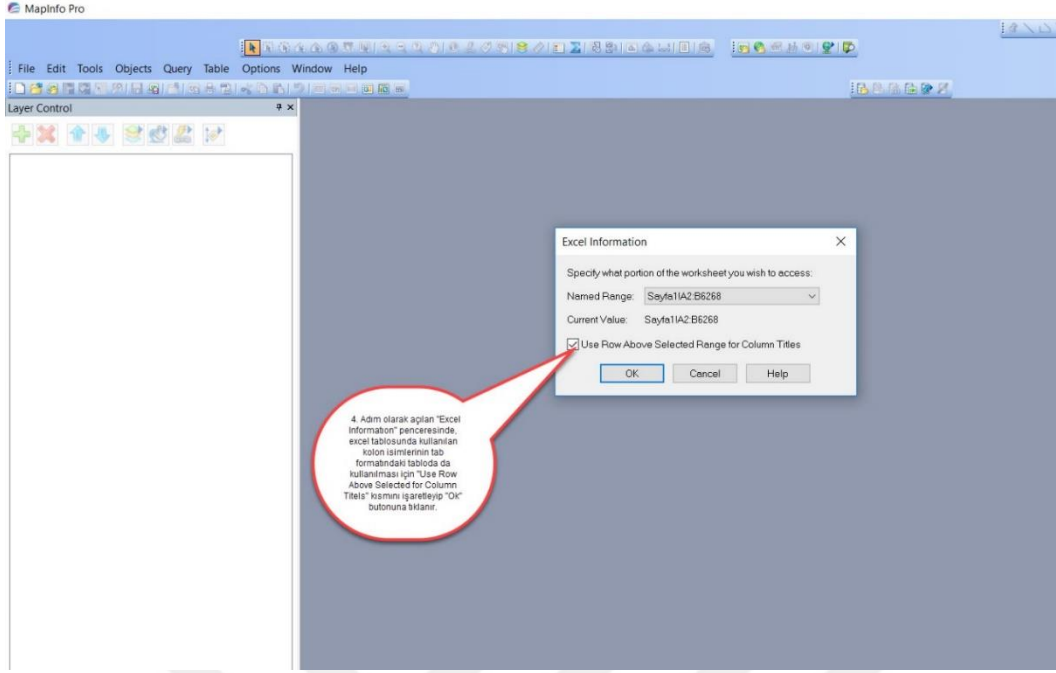 MapInfo Pro
File Edit Tools Objects Query Table Options Window Help
Layer Control
Excel Information
Specify what portion of the worksheet you wish to access:
Named Range: Sayfa1!A2:B6268
Current Value: Sayfa1!A2:B6268
Use Row Above Selected Range for Column Titles
OK Cancel Help
4. Adım olarak açılan "Excel
Information" penceresinde,
excel tablosunda kullanılan
kolon isimlerinin tab
formatındaki tabloda da
kullanılması için "Use Row
Above Selected for Column
Titels" kısmını işaretleyip "Ok"
butonuna tıklanır.